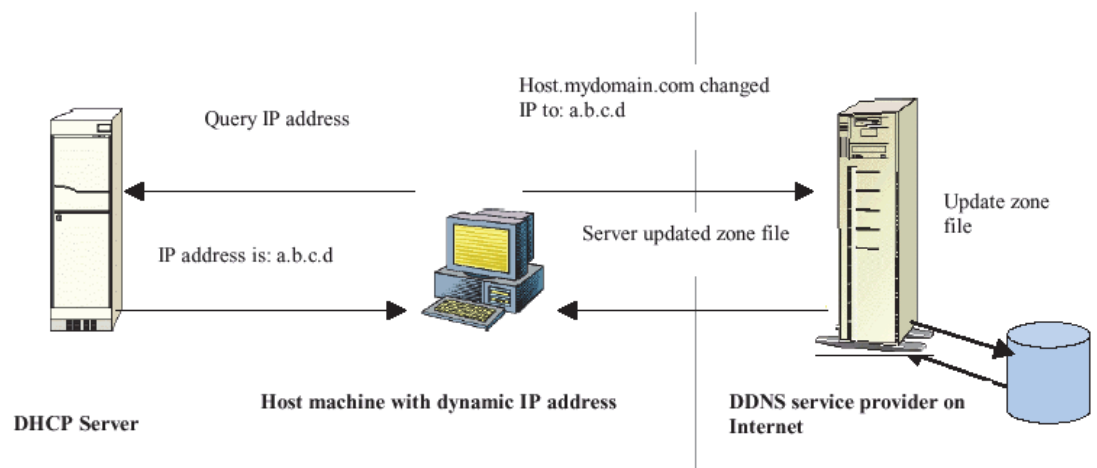 Host.mydomain.com changed
IP to: a.b.c.d
Query IP address
Update zone
file
Server updated zone file
IP address is: a.b.c.d
Host machine with dynamic IP address
DDNS service provider on
Internet
DHCP Server